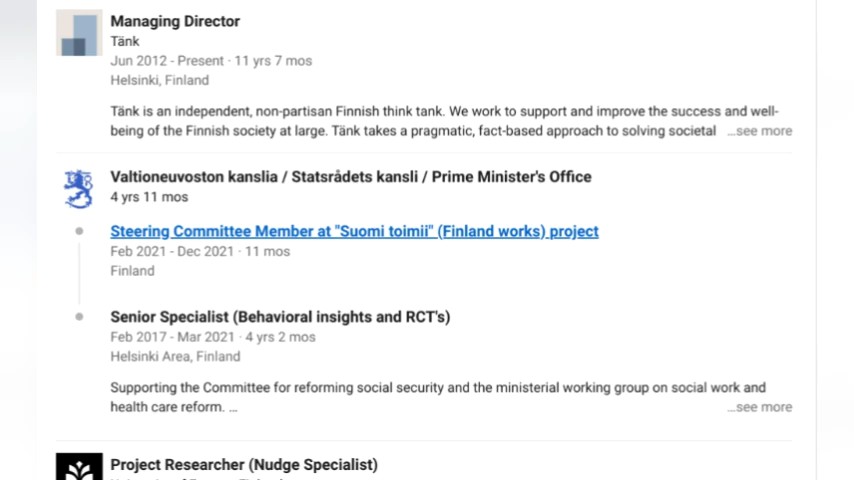 Managing Director
Tänk
Jun 2012 - Present · 11 yrs 7 mos
Helsinki, Finland
Tänk is an independent, non-partisan Finnish think tank. We work to support and improve the success and well-
being of the Finnish society at large. Tänk takes a pragmatic, fact-based approach to solving societal ...see more
Valtioneuvoston kanslia / Statsrådets kansli / Prime Minister's Office
4 yrs 11 mos
Steering Committee Member at "Suomi toimii" (Finland works) project
Feb 2021 - Dec 2021 · 11 mos
Finland
Senior Specialist (Behavioral insights and RCT's)
Feb 2017 - Mar 2021 · 4 yrs 2 mos
Helsinki Area, Finland
Supporting the Committee for reforming social security and the ministerial working group on social work and
health care reform. ... ...see more
Project Researcher (Nudge Specialist)